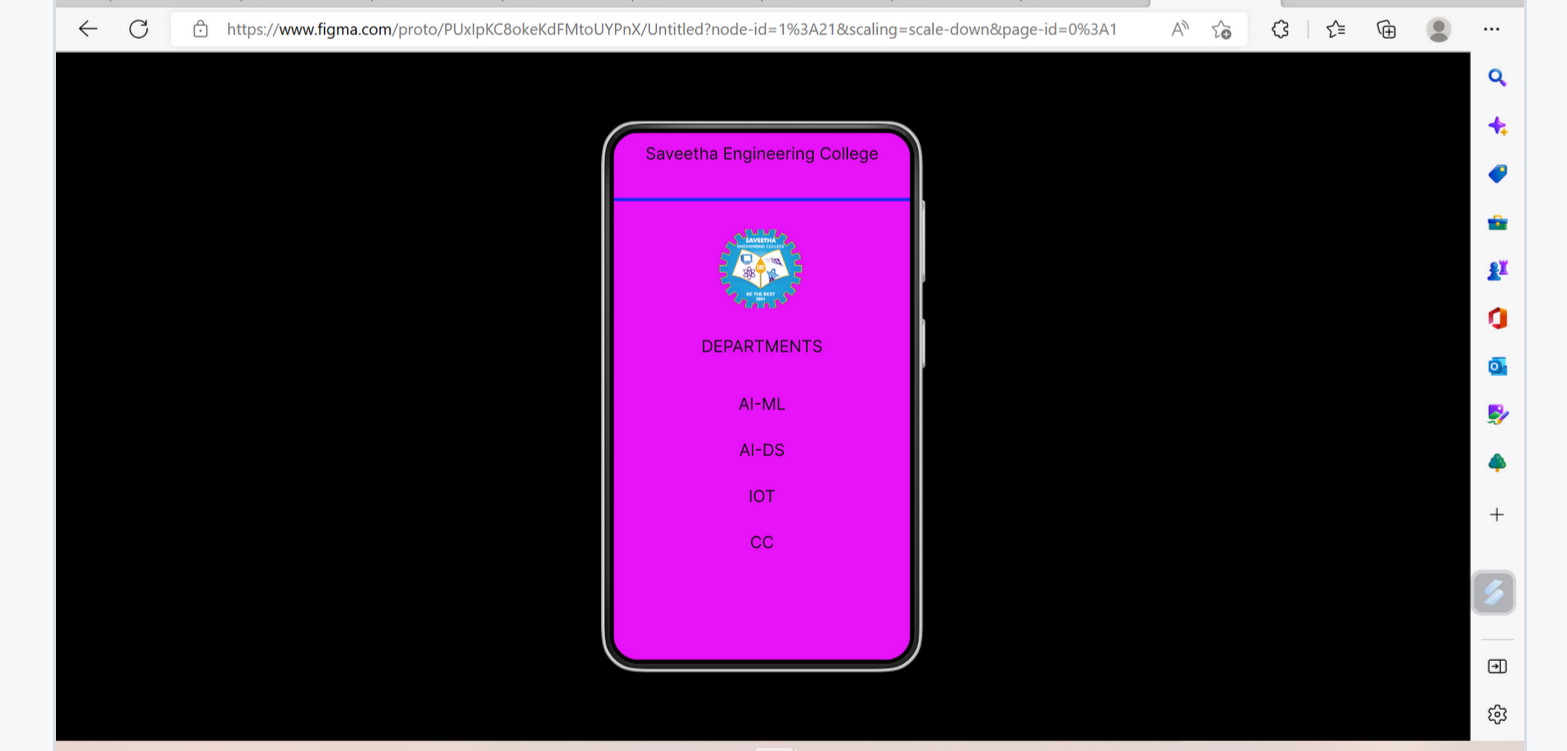 https://www.figma.com/proto/PUxIpKC8okeKdFMtoUYPnX/Untitled?node-id=1%3A21&scaling=scale-down&page-id=0%3A1
Saveetha Engineering College
SAVEETHA
ENGINEERING COLLEGE
BE THE BEST
2001
DEPARTMENTS
AI-ML
AI-DS
IOT
CC